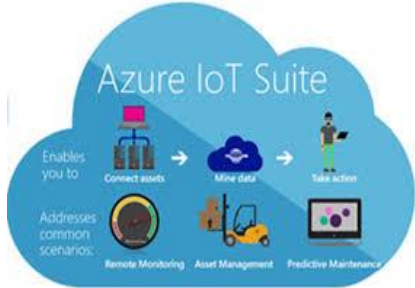 Azure IoT Suite
Enables
you to
Connect assets
Mine data
Take action
Addresses
common
scenarios:
Remote Monitoring
Asset Management
Predictive Maintenance